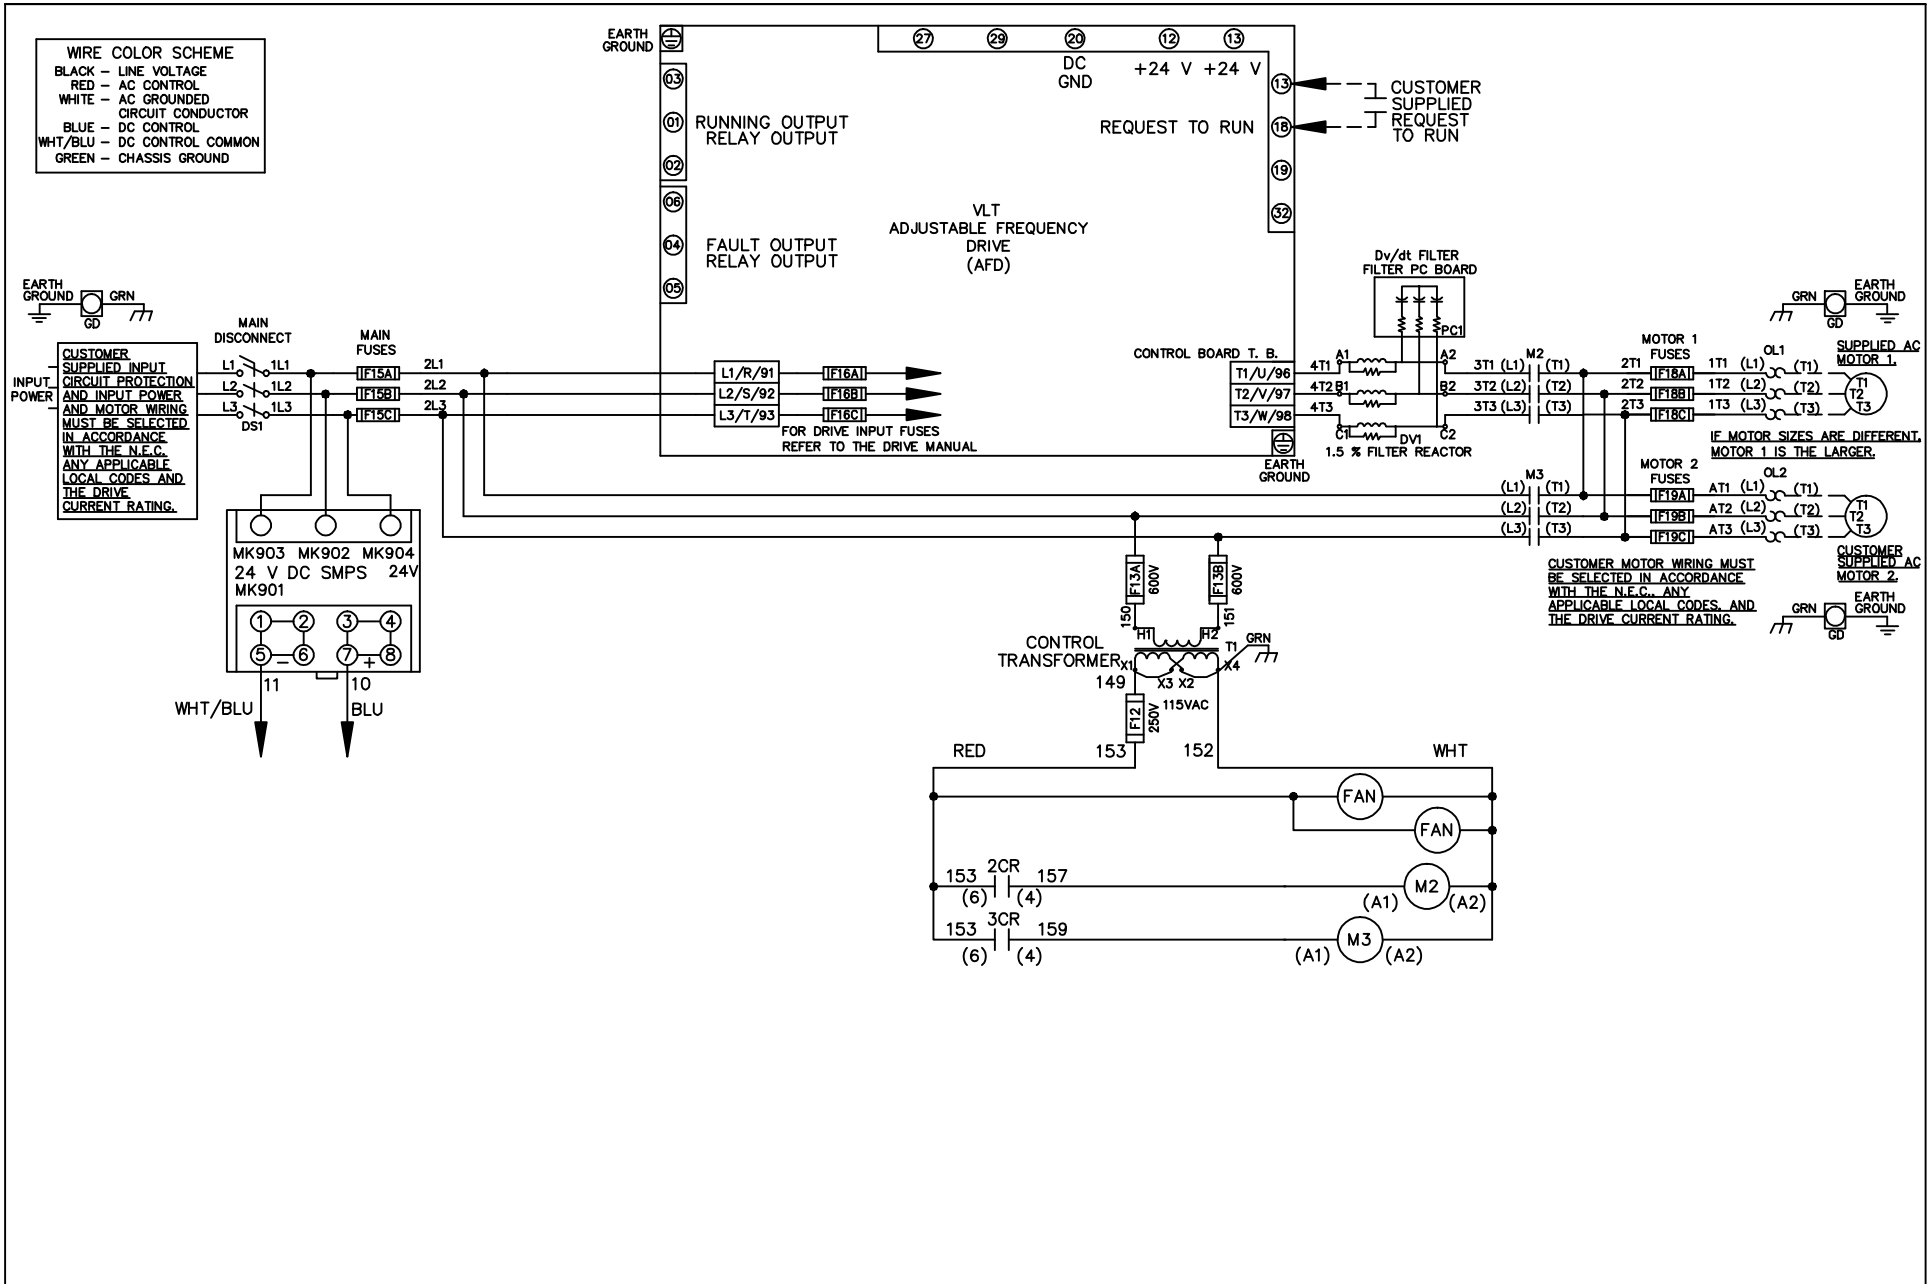 WIRE COLOR SCHEME
BLACK – LINE VOLTAGE
RED – AC CONTROL
WHITE – AC GROUNDED
CIRCUIT CONDUCTOR
BLUE – DC CONTROL
WHT/BLU – DC CONTROL COMMON
GREEN – CHASSIS GROUND
EARTH
GROUND
27 29 20 12 13
DC
GND
+24 V +24 V
03
01
02
RUNNING OUTPUT
RELAY OUTPUT
06
04
05
FAULT OUTPUT
RELAY OUTPUT
13
REQUEST TO RUN 18
19
32
CUSTOMER
SUPPLIED
REQUEST
TO RUN
VLT
ADJUSTABLE FREQUENCY
DRIVE
(AFD)
Dv/dt FILTER
FILTER PC BOARD
PC1
EARTH
GROUND GRN
GD
INPUT
POWER
CUSTOMER
SUPPLIED INPUT
CIRCUIT PROTECTION
AND INPUT POWER
AND MOTOR WIRING
MUST BE SELECTED
IN ACCORDANCE
WITH THE N.E.C.
ANY APPLICABLE
LOCAL CODES AND
THE DRIVE
CURRENT RATING.
MAIN
DISCONNECT
L1 1L1
L2 1L2
L3 1L3
DS1
MAIN
FUSES
F15A 2L1
F15B 2L2
F15C 2L3
L1/R/91 F16A
L2/S/92 F16B
L3/T/93 F16C
FOR DRIVE INPUT FUSES
REFER TO THE DRIVE MANUAL
CONTROL BOARD T. B.
T1/U/96 4T1 A1 A2 3T1 (L1) M2 (T1)
T2/V/97 4T2 B1 B2 3T2 (L2) (T2)
T3/W/98 4T3 C1 C2 3T3 (L3) (T3)
DV1
1.5 % FILTER REACTOR
EARTH
GROUND
MOTOR 1
FUSES
2T1 F18A 1T1 (L1) OL1 (T1)
2T2 F18B 1T2 (L2) (T2)
2T3 F18C 1T3 (L3) (T3)
GRN EARTH
GROUND
GD
SUPPLIED AC
MOTOR 1.
T1
T2
T3
IF MOTOR SIZES ARE DIFFERENT,
MOTOR 1 IS THE LARGER.
M3
(L1) (T1)
(L2) (T2)
(L3) (T3)
MOTOR 2
FUSES
F19A AT1 (L1) OL2 (T1)
F19B AT2 (L2) (T2)
F19C AT3 (L3) (T3)
T1
T2
T3
CUSTOMER
SUPPLIED AC
MOTOR 2.
CUSTOMER MOTOR WIRING MUST
BE SELECTED IN ACCORDANCE
WITH THE N.E.C., ANY
APPLICABLE LOCAL CODES, AND
THE DRIVE CURRENT RATING.
GRN EARTH
GROUND
GD
MK903 MK902 MK904
24 V DC SMPS 24V
MK901
1 2 3 4
5 – 6 7 + 8
11 10
WHT/BLU BLU
F13A 600V F13B 600V
150 151
H1 H2
CONTROL
TRANSFORMER
T1 GRN
X1 X4
X3 X2
149
F12 250V
115VAC
RED 153 152 WHT
FAN
FAN
153 2CR 157 M2
(6) (4) (A1) (A2)
153 3CR 159 M3
(6) (4) (A1) (A2)